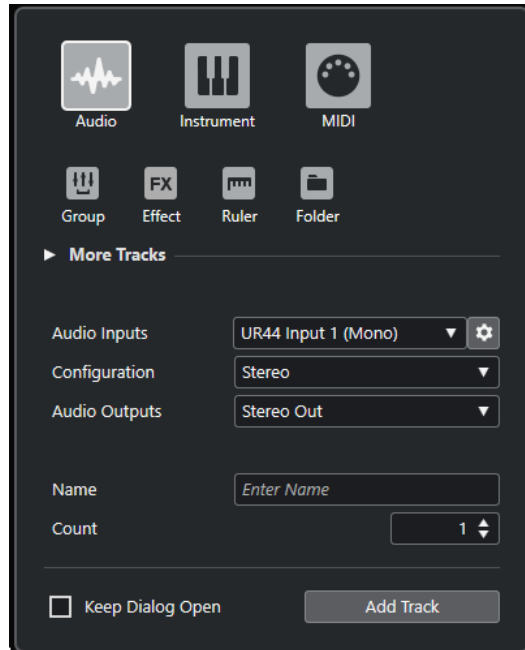 Audio Instrument MIDI
FX
Group Effect Ruler Folder
More Tracks
Audio Inputs UR44 Input 1 (Mono)
Configuration Stereo
Audio Outputs Stereo Out
Name Enter Name
Count 1
Keep Dialog Open Add Track